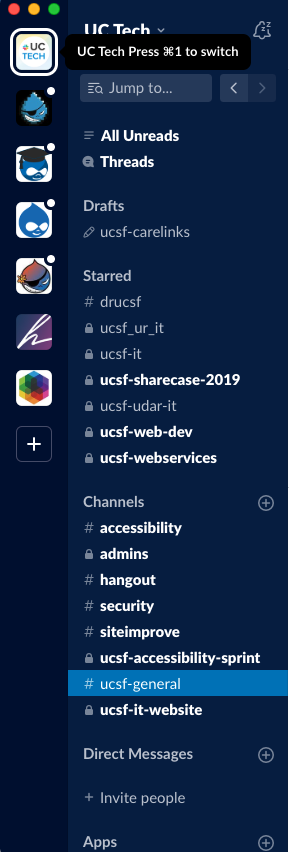 UC Tech
UC
TECH
UC Tech Press ⌘1 to switch
Jump to...
All Unreads
Threads
Drafts
ucsf-carelinks
Starred
# drucsf
ucsf_ur_it
ucsf-it
ucsf-sharecase-2019
ucsf-udar-it
ucsf-web-dev
ucsf-webservices
Channels
# accessibility
admins
# hangout
# security
# siteimprove
ucsf-accessibility-sprint
# ucsf-general
ucsf-it-website
Direct Messages
+ Invite people
Apps